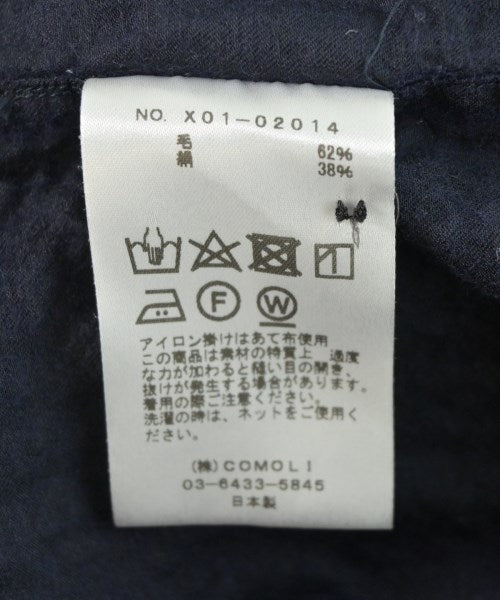 NO. X01-02014
毛 62%
絹 38%
F
W
アイロン掛けはあて布使用
この商品は素材の特質上 過度
な力が加わると縫い目の開き、
抜けが発生する場合があります。
着用の際ご注意ください。
洗濯の時は、ネットをご使用く
ださい。
(株)COMOLI
03-6433-5845
日本製